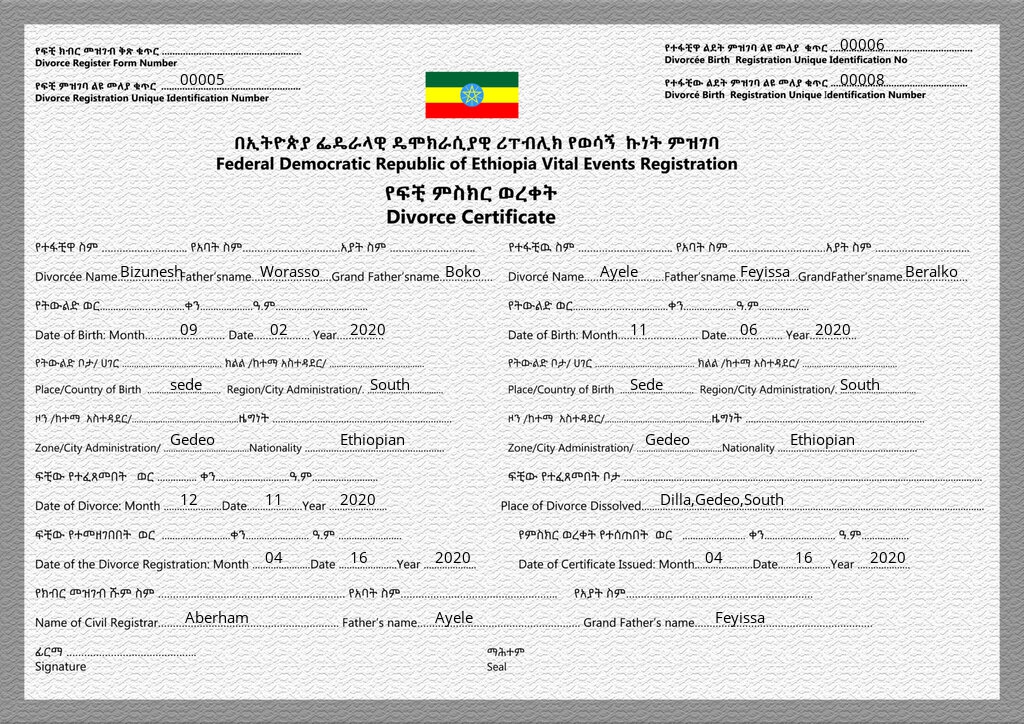 የፍቺ ክብር መዝገብ ቅጽ ቁጥር ..........................................
Divorce Register Form Number
የፍቺ ምዝገባ ልዩ መለያ ቁጥር ......00005......
Divorce Registration Unique Identification Number
የተፋቺዋ ልደት ምዝገባ ልዩ መለያ ቁጥር ...00006......
Divorcée Birth Registration Unique Identification No
የተፋቺው ልደት ምዝገባ ልዩ መለያ ቁጥር ...00008......
Divorcé Birth Registration Unique Identification Number
በኢትዮጵያ ፌዴራላዊ ዴሞክራሲያዊ ሪፐብሊክ የወሳኝ ኩነት ምዝገባ
Federal Democratic Republic of Ethiopia Vital Events Registration
የፍቺ ምስክር ወረቀት
Divorce Certificate
የተፋቺዋ ስም ......................... የአባት ስም............................አያት ስም ......................... የተፋቺዉ ስም ............................ የአባት ስም............................አያት ስም .........................
Divorcée Name Bizunesh Father'sname Worasso Grand Father'sname Boko Divorcé Name.... Ayele ....Father'sname Feyissa GrandFather'sname Beralko
የትውልድ ወር.........................ቀን................ዓ.ም................................ የትውልድ ወር.........................ቀን................ዓ.ም................................
Date of Birth: Month.......... 09 .... Date.... 02 .... Year... 2020 .... Date of Birth: Month... 11 .... Date.... 06 .... Year 2020
የትውልድ ቦታ/ ሀገር .............................. ክልል /ከተማ አስተዳደር/ ............................. የትውልድ ቦታ/ ሀገር .............................. ክልል /ከተማ አስተዳደር/ .............................
Place/Country of Birth ...... sede ...... Region/City Administration/. South ...... Place/Country of Birth .... Sede ...... Region/City Administration/. South ......
ዞን /ከተማ አስተዳደር/................................ዜግነት ...................................................... ዞን /ከተማ አስተዳደር/................................ዜግነት ......................................................
Zone/City Administration/ .. Gedeo ......Nationality ...... Ethiopian ...... Zone/City Administration/ .. Gedeo ......Nationality .... Ethiopian ......
ፍቺው የተፈጸመበት ወር ............. ቀን......................ዓ.ም............................. ፍቺው የተፈጸመበት ቦታ ..........................................................
Date of Divorce: Month .... 12 ......Date.... 11 ....Year .. 2020 .. Place of Divorce Dissolved.... Dilla,Gedeo,South ......
ፍቺው የተመዘገበበት ወር ....................ቀን.................. ዓ.ም .................. የምስክር ወረቀት የተሰጠበት ወር .................. ቀን.................. ዓ.ም..................
Date of the Divorce Registration: Month ... 04 ......Date ... 16 ....Year ... 2020 .. Date of Certificate Issued: Month.. 04 ......Date.... 16 ....Year ... 2020
የክብር መዝገብ ሹም ስም ...................................................... የአባት ስም............................................ የአያት ስም......................................................
Name of Civil Registrar...... Aberham ...................... Father's name.... Ayele ...................... Grand Father's name..... Feyissa ......................
ፊርማ ....................................... ማሕተም
Signature Seal